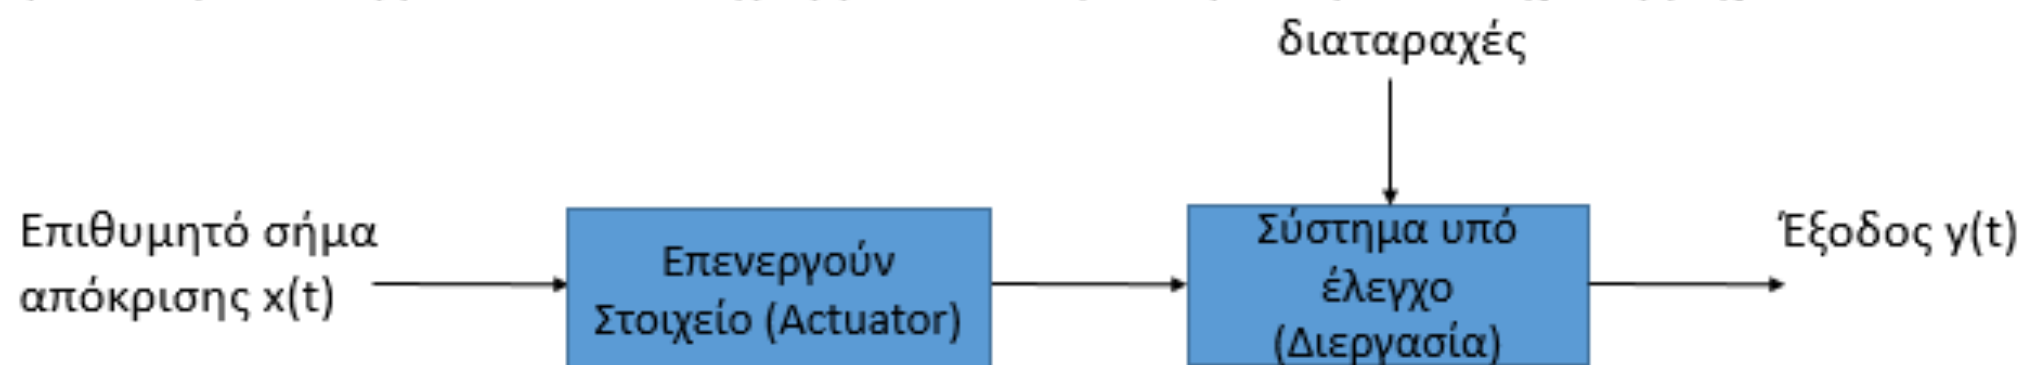 διαταραχές
Επιθυμητό σήμα
απόκρισης x(t)
Επενεργούν
Στοιχείο (Actuator)
Σύστημα υπό
έλεγχο
(Διεργασία)
Έξοδος y(t)